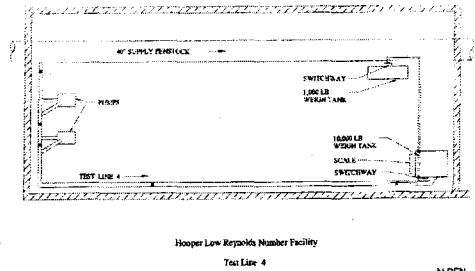 40" SUPPLY PENSTOCK
SWITCHWAY
1,000 LB
WEIGH TANK
PUMPS
10,000 LB
WEIGH TANK
SCALE
SWITCHWAY
TEST LINE 4
Hooper Low Reynolds Number Facility
Test Line 4
ALDEN